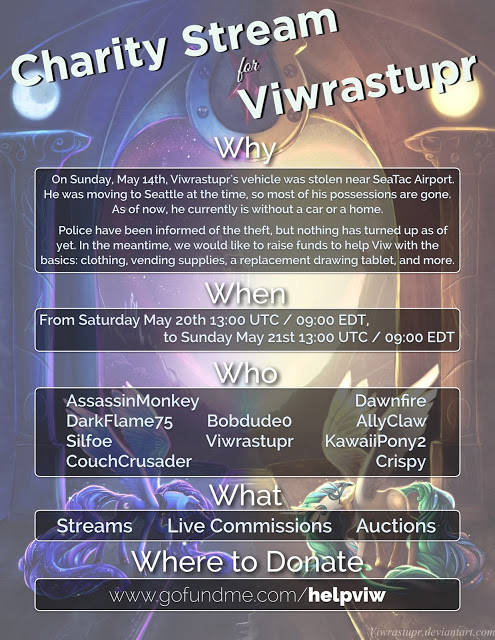 Charity Stream
for
Viwrastupr
Why
On Sunday, May 14th, Viwrastupr's vehicle was stolen near SeaTac Airport.
He was moving to Seattle at the time, so most of his possessions are gone.
As of now, he currently is without a car or a home.
Police have been informed of the theft, but nothing has turned up as of
yet. In the meantime, we would like to raise funds to help Viw with the
basics: clothing, vending supplies, a replacement drawing tablet, and more.
When
From Saturday May 20th 13:00 UTC / 09:00 EDT,
to Sunday May 21st 13:00 UTC / 09:00 EDT
Who
AssassinMonkey Dawnfire
DarkFlame75 Bobdude0 AllyClaw
Silfoe Viwrastupr KawaiiPony2
CouchCrusader Crispy
What
Streams Live Commissions Auctions
Where to Donate
www.gofundme.com/helpviw
Viwrastupr.deviantart.com